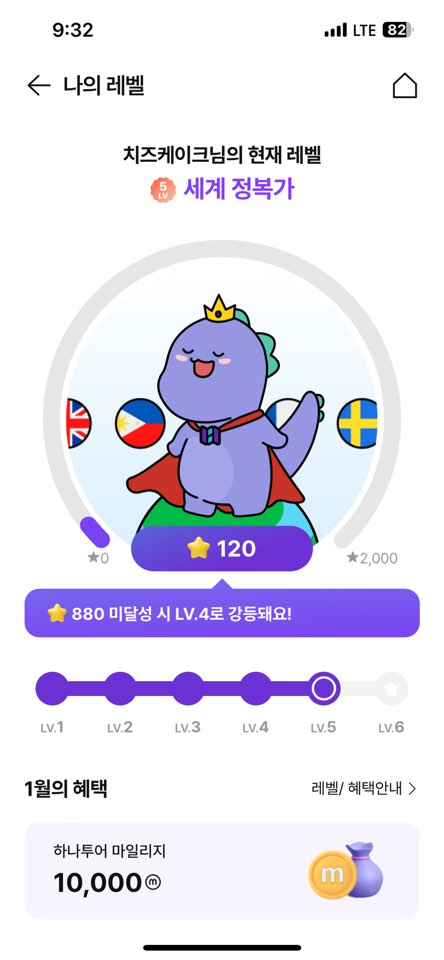 9:32
LTE 82
나의 레벨
치즈케이크님의 현재 레벨
5 LV 세계 정복가
120
0
2,000
880 미달성 시 LV.4로 강등돼요!
LV.1 LV.2 LV.3 LV.4 LV.5 LV.6
1월의 혜택
레벨/ 혜택안내 >
하나투어 마일리지
10,000 ⓜ
m